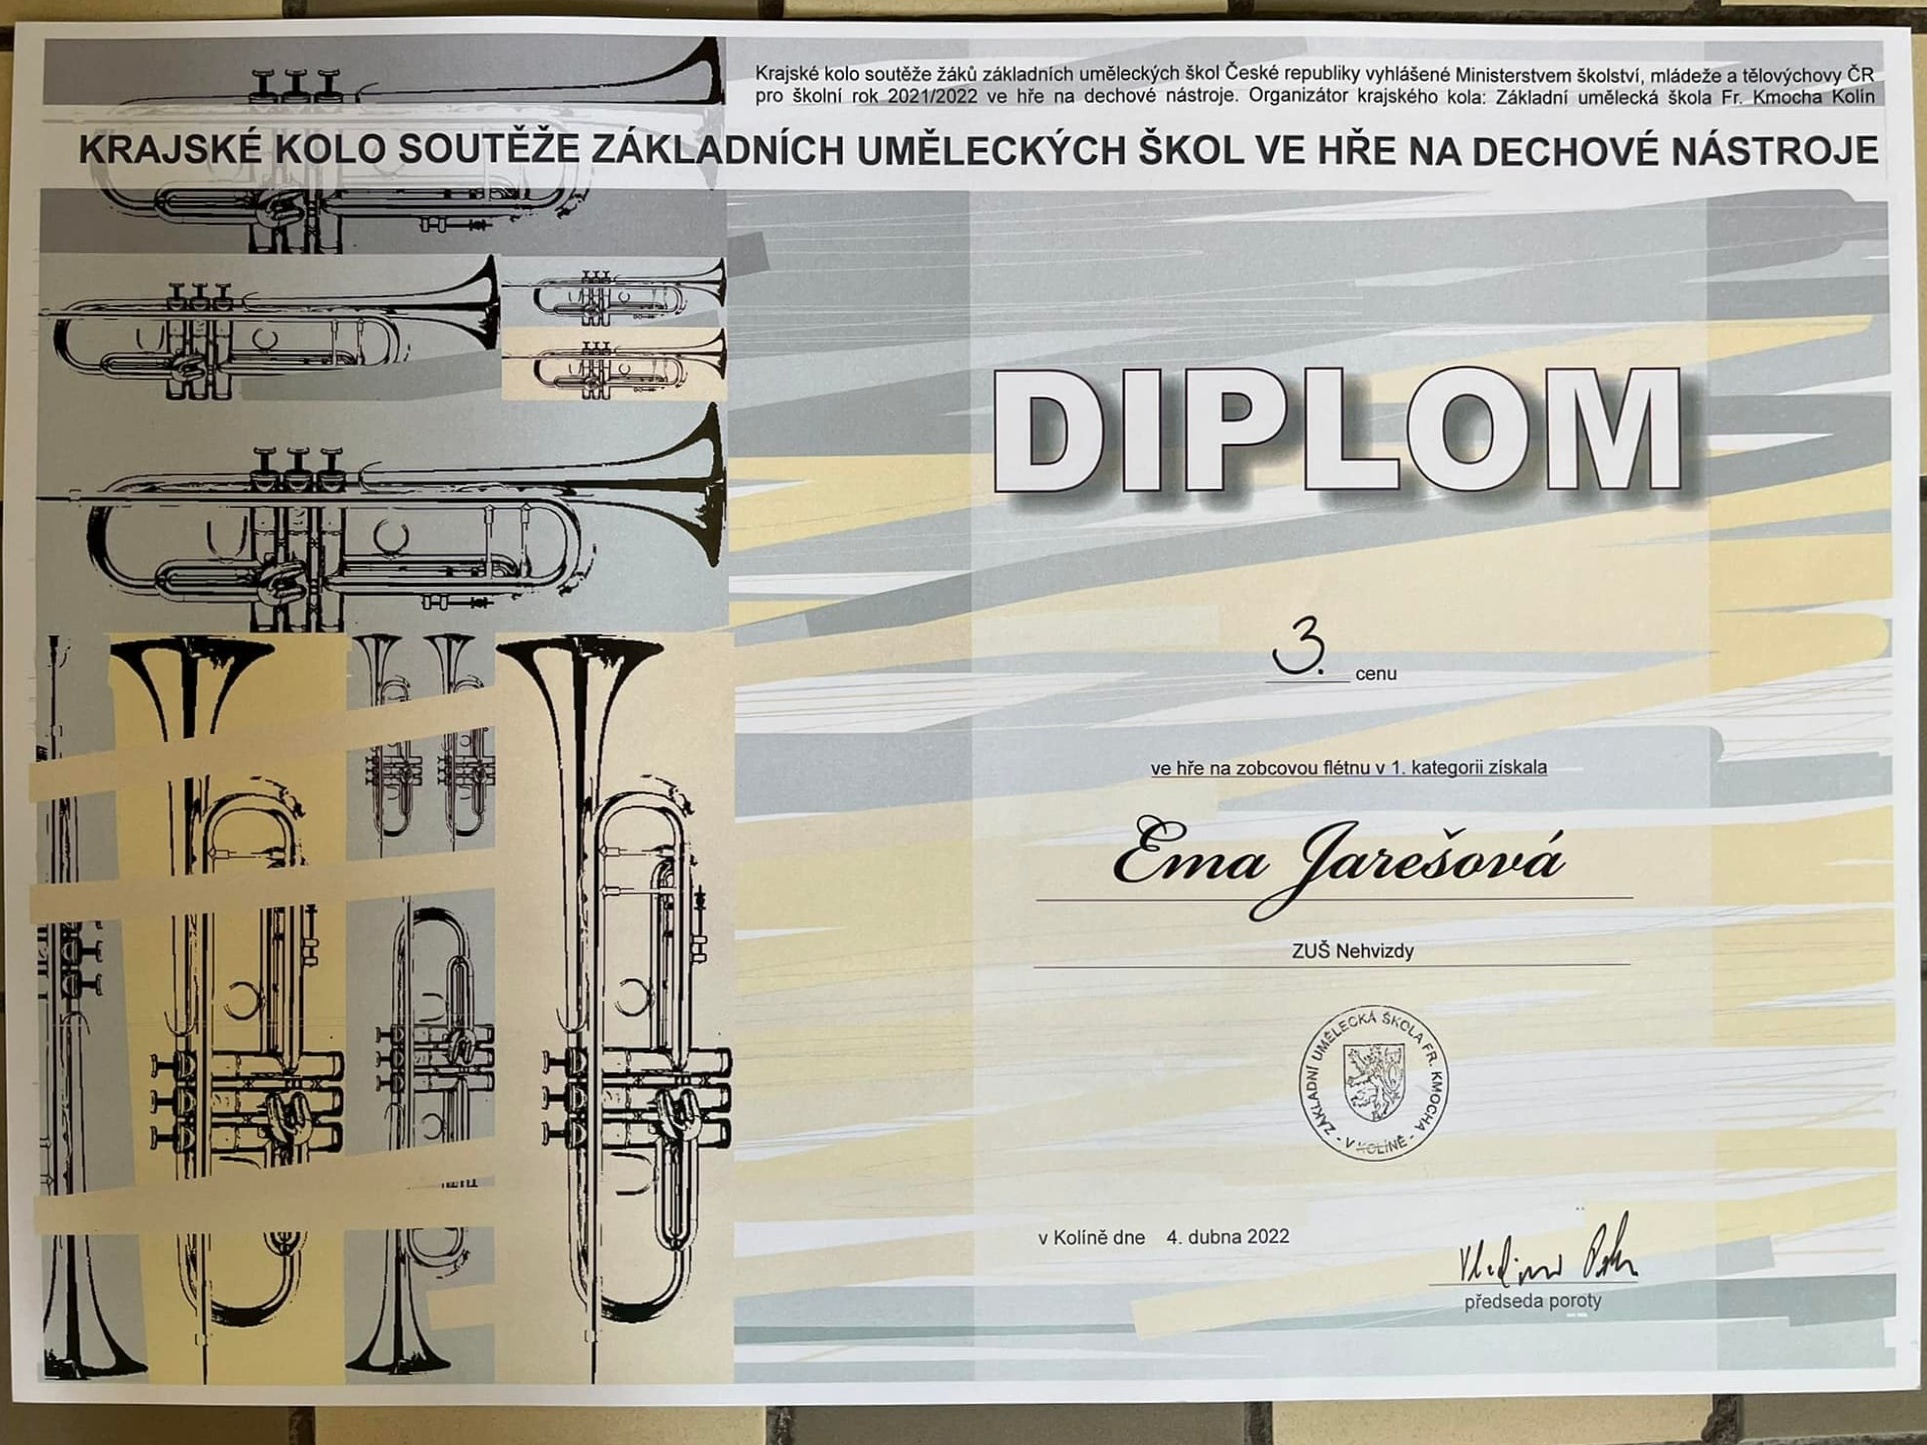 Krajské kolo soutěže žáků základních uměleckých škol České republiky vyhlášené Ministerstvem školství, mládeže a tělovýchovy ČR
pro školní rok 2021/2022 ve hře na dechové nástroje. Organizátor krajského kola: Základní umělecká škola Fr. Kmocha Kolín
KRAJSKÉ KOLO SOUTĚŽE ZÁKLADNÍCH UMĚLECKÝCH ŠKOL VE HŘE NA DECHOVÉ NÁSTROJE
DIPLOM
3. cenu
ve hře na zobcovou flétnu v 1. kategorii získala
Ema Jarešová
ZUŠ Nehvizdy
ZÁKLADNÍ UMĚLECKÁ ŠKOLA FR. KMOCHA
- V KOLÍNĚ -
v Kolíně dne 4. dubna 2022
Vladimír
předseda poroty